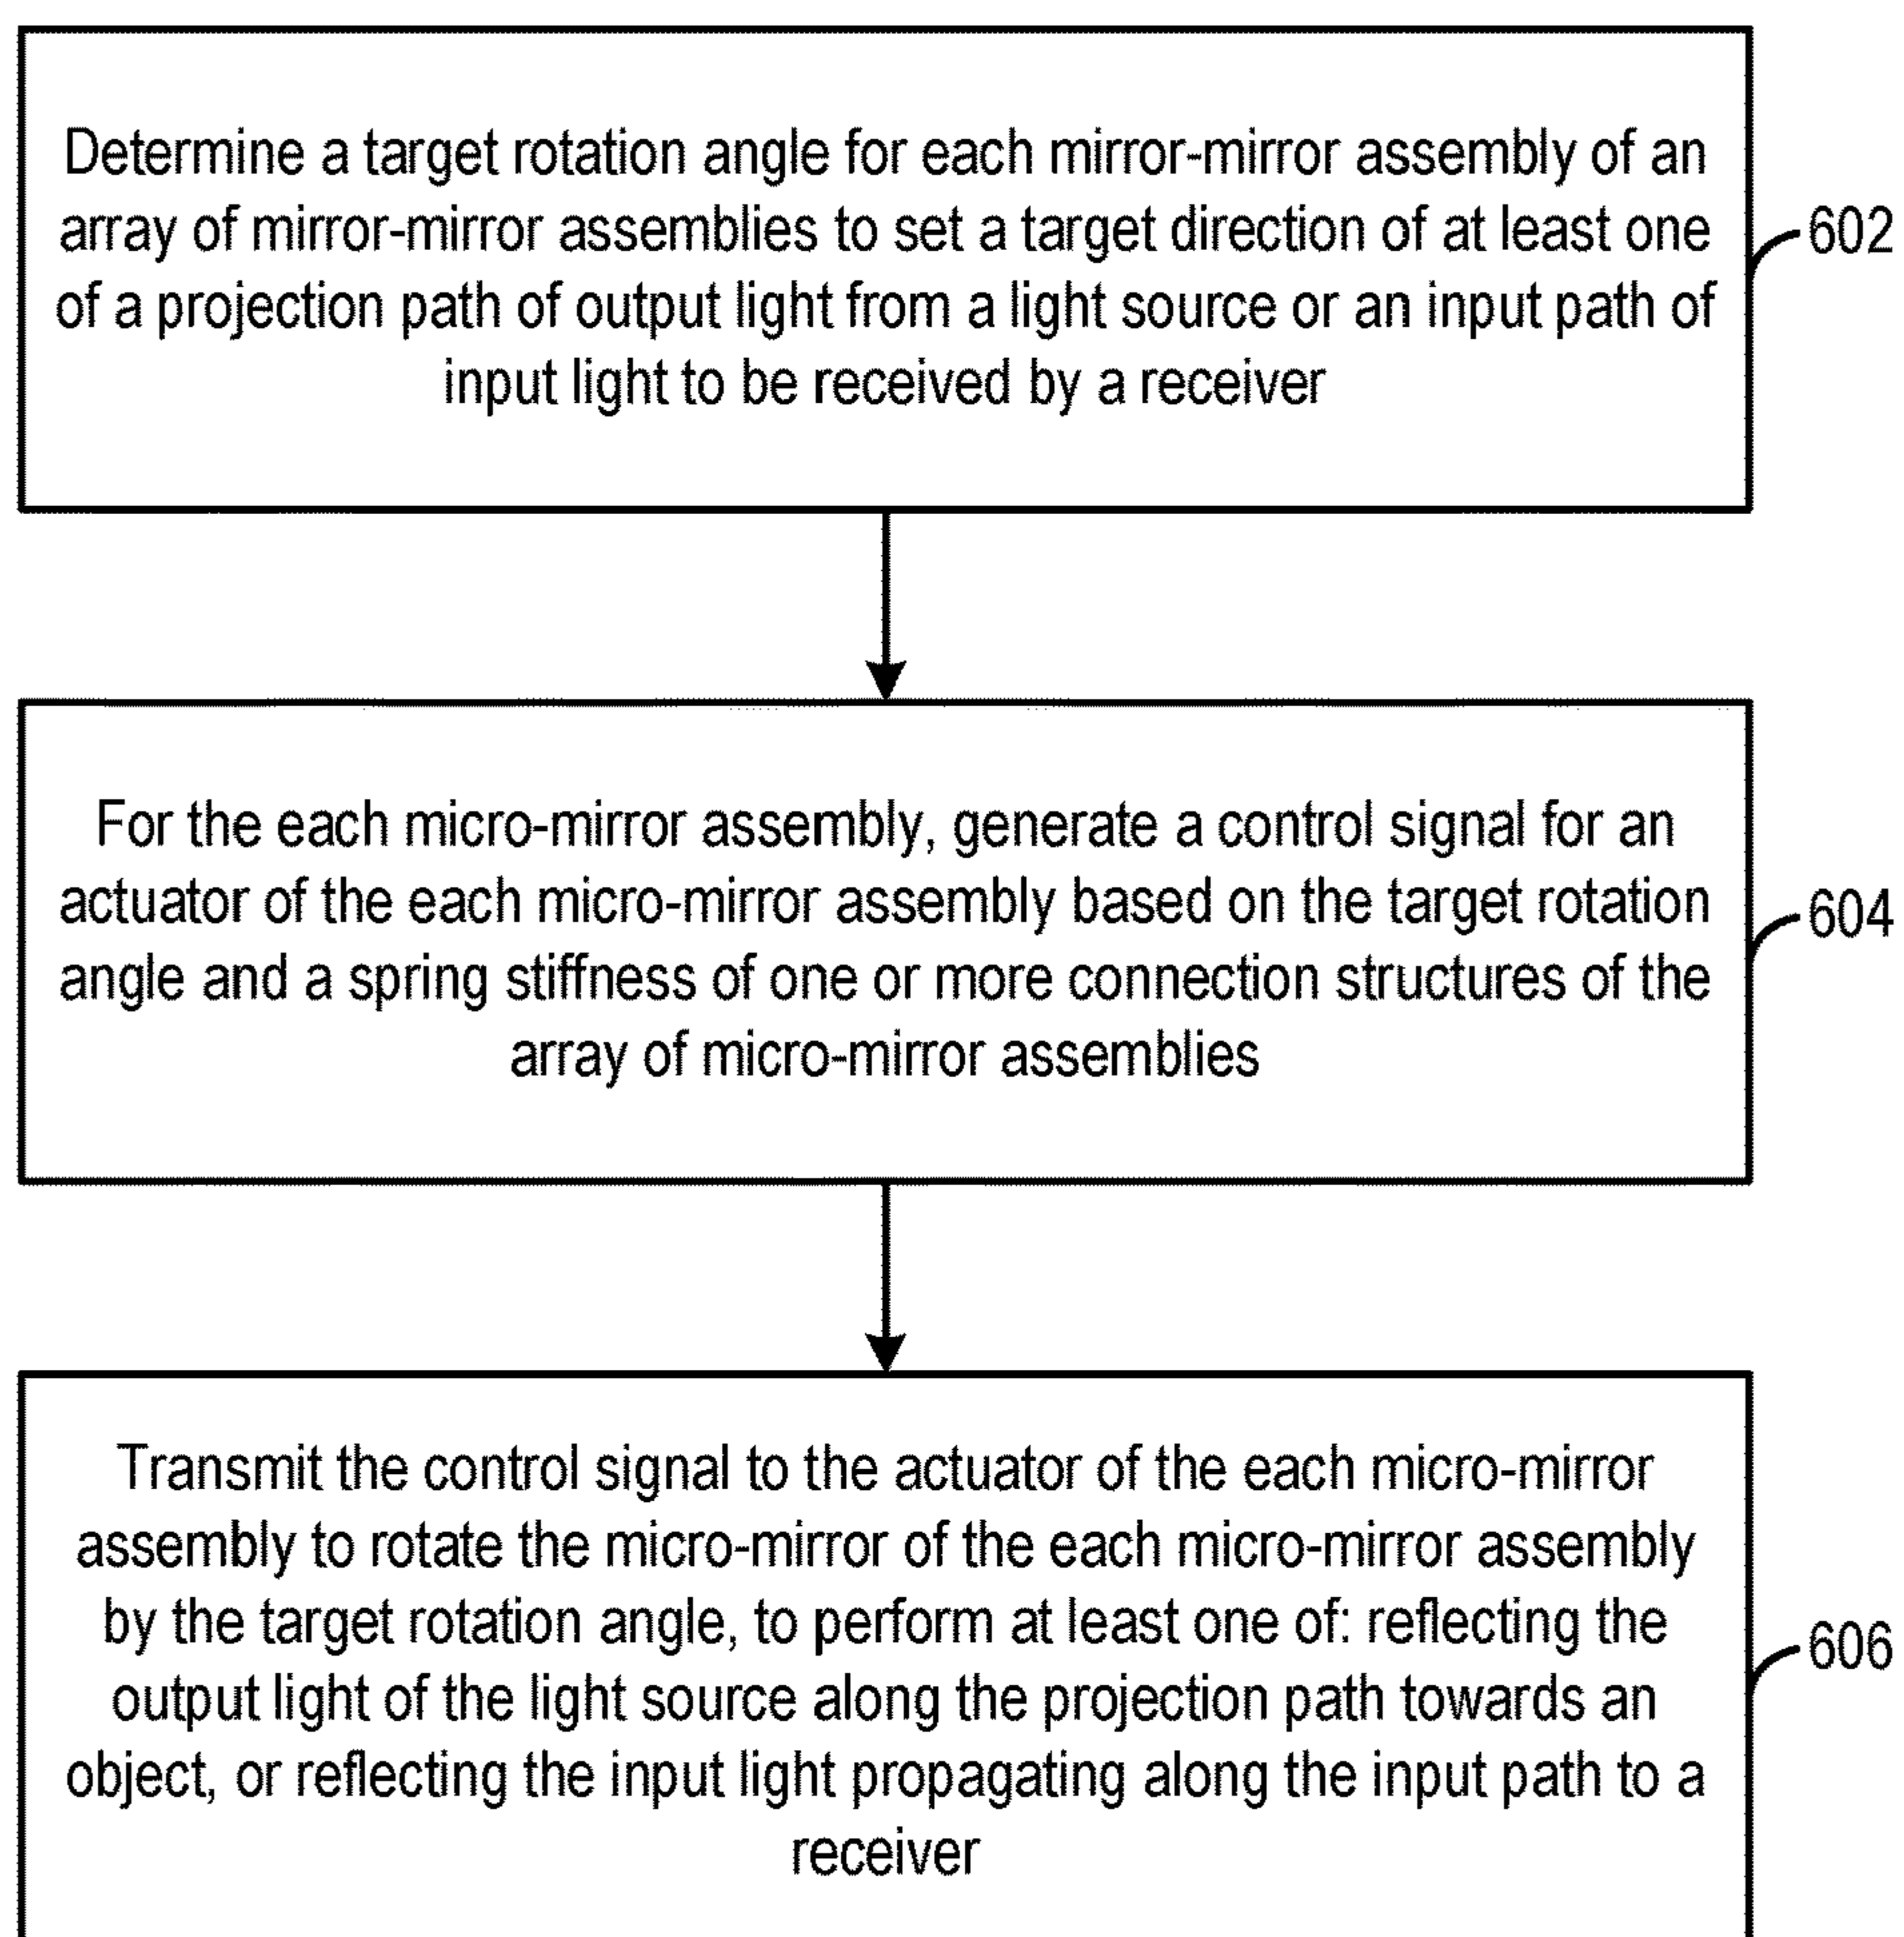 Determine a target rotation angle for each mirror-mirror assembly of an
array of mirror-mirror assemblies to set a target direction of at least one
of a projection path of output light from a light source or an input path of
input light to be received by a receiver
602
For the each micro-mirror assembly, generate a control signal for an
actuator of the each micro-mirror assembly based on the target rotation
angle and a spring stiffness of one or more connection structures of the
array of micro-mirror assemblies
604
Transmit the control signal to the actuator of the each micro-mirror
assembly to rotate the micro-mirror of the each micro-mirror assembly
by the target rotation angle, to perform at least one of: reflecting the
output light of the light source along the projection path towards an
object, or reflecting the input light propagating along the input path to a
receiver
606